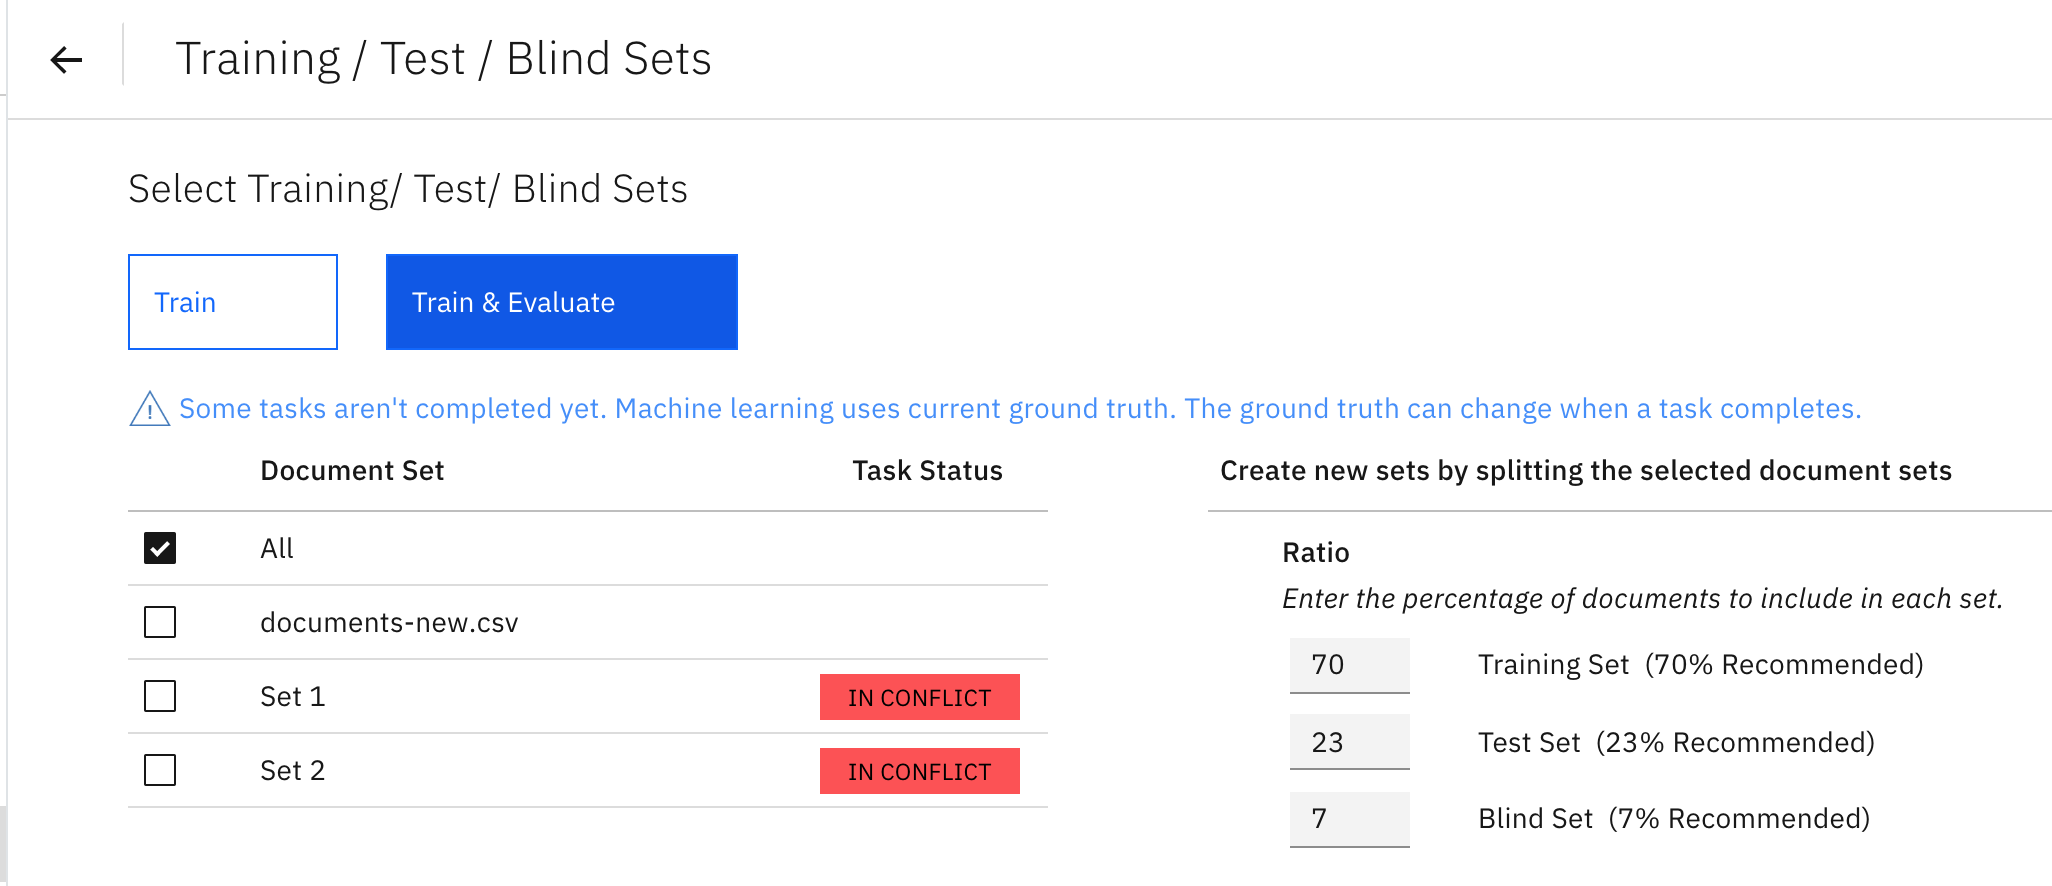 Training / Test / Blind Sets
Select Training/ Test/ Blind Sets
Train
Train & Evaluate
Some tasks aren't completed yet. Machine learning uses current ground truth. The ground truth can change when a task completes.
Document Set
Task Status
All
documents-new.csv
Set 1
IN CONFLICT
Set 2
IN CONFLICT
Create new sets by splitting the selected document sets
Ratio
Enter the percentage of documents to include in each set.
70
Training Set (70% Recommended)
23
Test Set (23% Recommended)
7
Blind Set (7% Recommended)